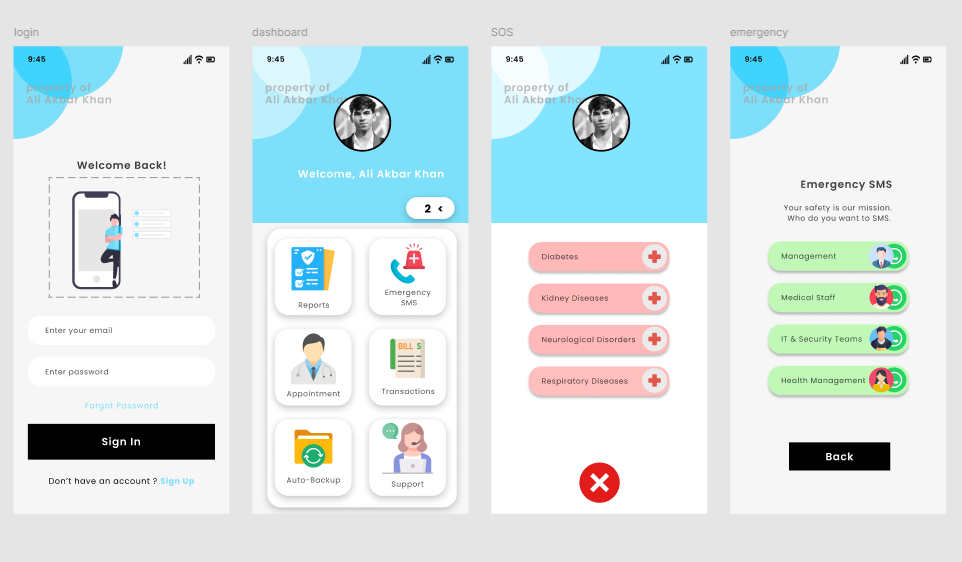 login
9:45
property of
Ali Akbar Khan
Welcome Back!
Enter your email
Enter password
Forgot Password
Sign In
Don't have an account ? Sign Up
dashboard
9:45
property of
Ali Akbar Khan
Welcome, Ali Akbar Khan
2 <
Reports
Emergency
SMS
Appointment
BILL $
Transactions
Auto-Backup
Support
SOS
9:45
property of
Ali Akbar Khan
Diabetes
Kidney Diseases
Neurological Disorders
Respiratory Diseases
emergency
9:45
property of
Ali Akbar Khan
Emergency SMS
Your safety is our mission.
Who do you want to SMS.
Management
Medical Staff
IT & Security Teams
Health Management
Back